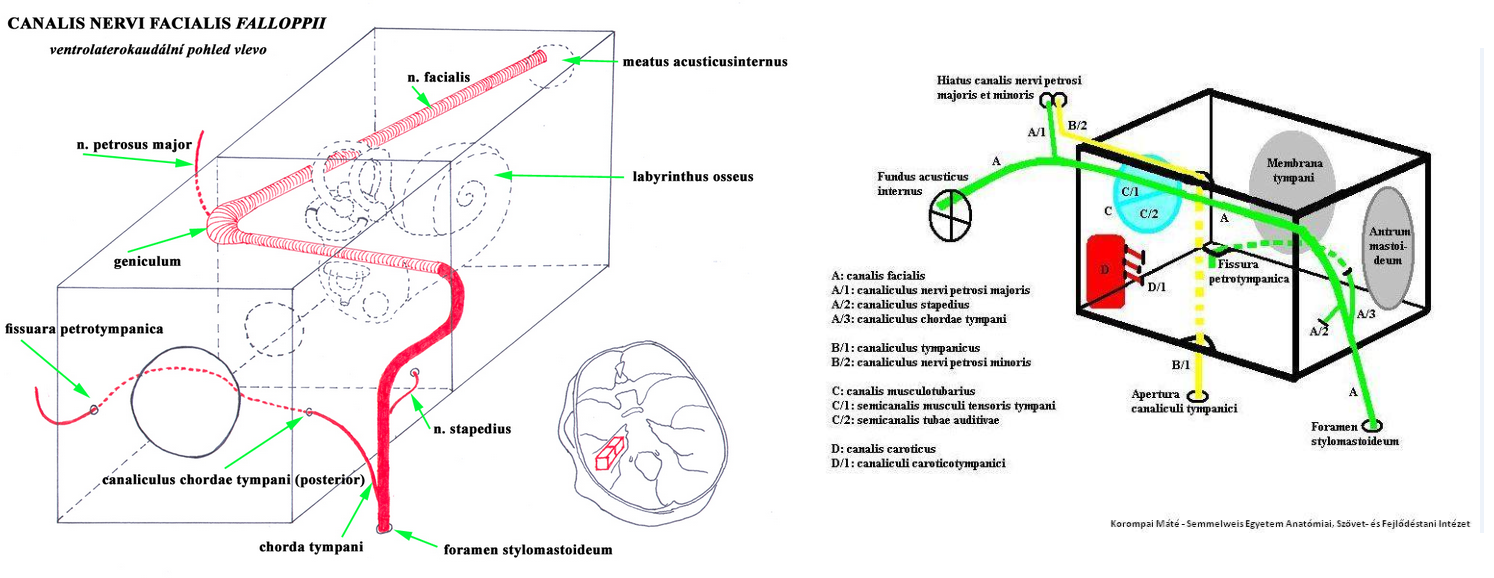 CANALIS NERVI FACIALIS FALLOPPII
ventrolaterokaudální pohled vlevo
meatus acusticusinternus
n. facialis
n. petrosus major
labyrinthus osseus
geniculum
fissuara petrotympanica
n. stapedius
canaliculus chordae tympani (posterior)
chorda tympani
foramen stylomastoideum
Hiatus canalis nervi petrosi
majoris et minoris
A/1
B/2
A
Fundus acusticus
internus
Membrana
tympani
C/1
C
C/2
A
Antrum
mastoi-
deum
D
D/1
Fissura
petrotympanica
A/2
A/3
B/1
A
Apertura
canaliculi tympanici
Foramen
stylomastoideum
A: canalis facialis
A/1: canaliculus nervi petrosi majoris
A/2: canaliculus stapedius
A/3: canaliculus chordae tympani
B/1: canaliculus tympanicus
B/2: canaliculus nervi petrosi minoris
C: canalis musculotubarius
C/1: semicanalis musculi tensoris tympani
C/2: semicanalis tubae auditivae
D: canalis caroticus
D/1: canaliculi caroticotympanici
Korompai Máté - Semmelweis Egyetem Anatómiai, Szövet- és Fejlődéstani Intézet